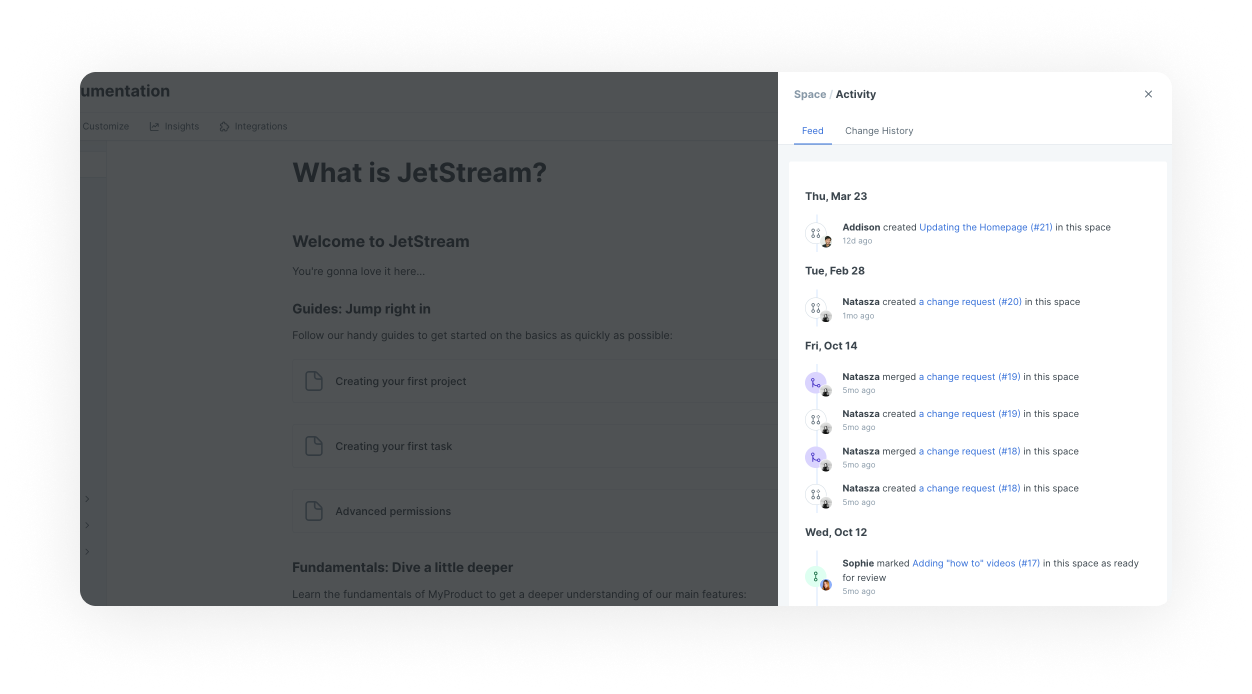 umentation
Customize
Insights
Integrations
What is JetStream?
Welcome to JetStream
You're gonna love it here...
Guides: Jump right in
Follow our handy guides to get started on the basics as quickly as possible:
Creating your first project
Creating your first task
Advanced permissions
Fundamentals: Dive a little deeper
Learn the fundamentals of MyProduct to get a deeper understanding of our main features:
Space / Activity
Feed
Change History
Thu, Mar 23
Addison created Updating the Homepage (#21) in this space
12d ago
Tue, Feb 28
Natasza created a change request (#20) in this space
1mo ago
Fri, Oct 14
Natasza merged a change request (#19) in this space
5mo ago
Natasza created a change request (#19) in this space
5mo ago
Natasza merged a change request (#18) in this space
5mo ago
Natasza created a change request (#18) in this space
5mo ago
Wed, Oct 12
Sophie marked Adding "how to" videos (#17) in this space as ready
for review
5mo ago